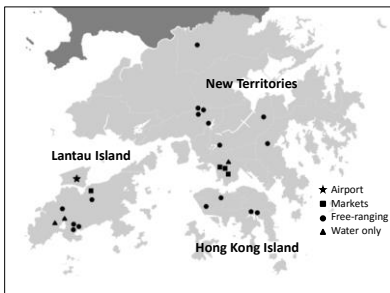 New Territories
Lantau Island
Airport
Markets
Free-ranging
Water only
Hong Kong Island